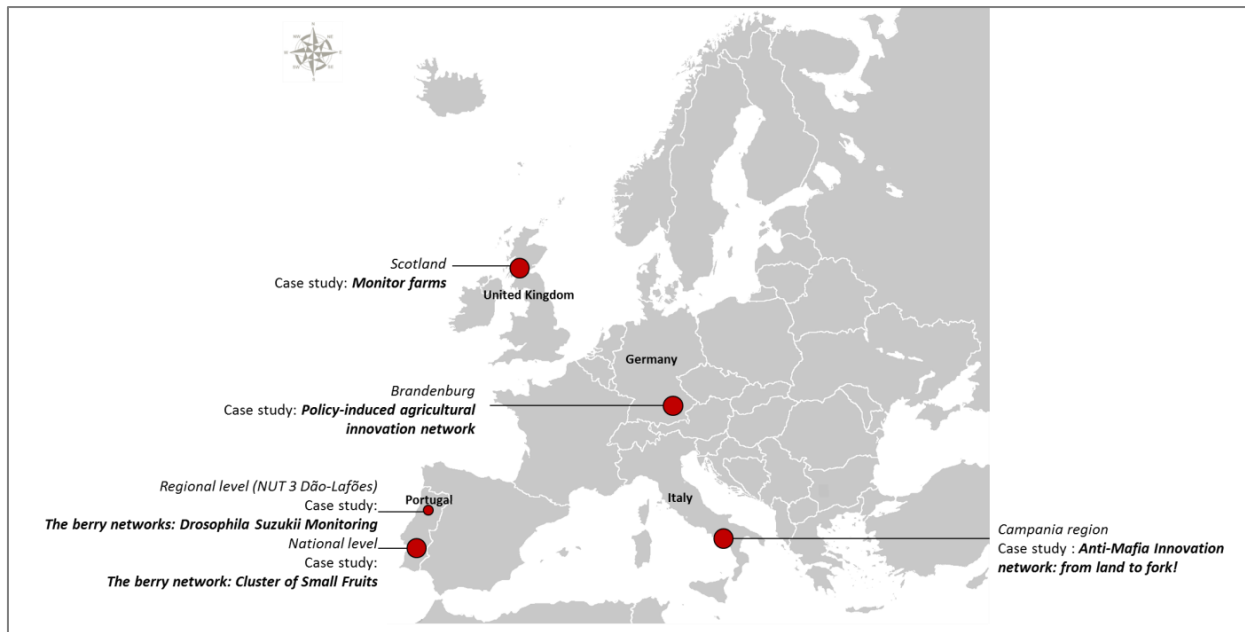 Scotland
Case study: Monitor farms
United Kingdom
Germany
Brandenburg
Case study: Policy-induced agricultural
innovation network
Regional level (NUT 3 Dão-Lafões)
Case study:
The berry networks: Drosophila Suzukii Monitoring
National level
Case study:
The berry network: Cluster of Small Fruits
Portugal
Italy
Campania region
Case study : Anti-Mafia Innovation
network: from land to fork!